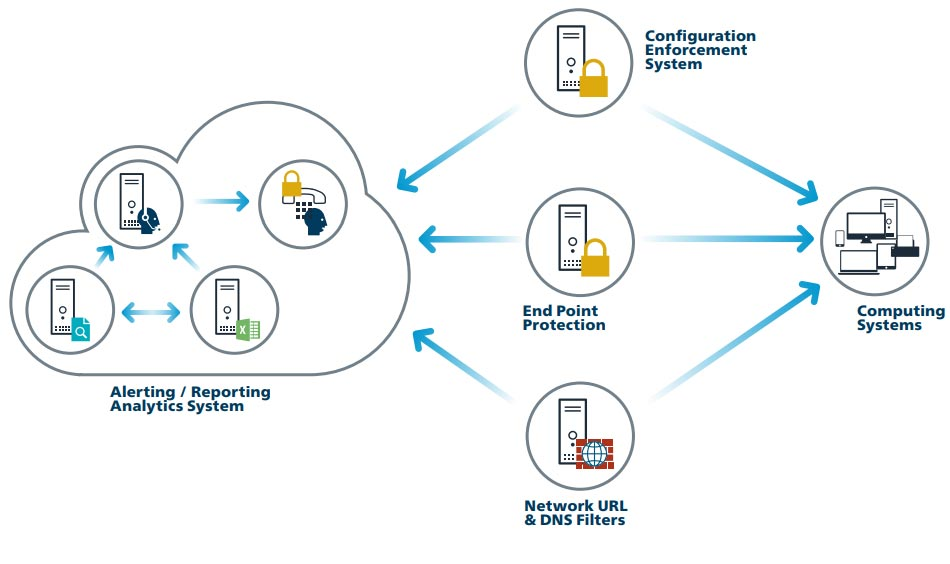 Configuration
Enforcement
System
End Point
Protection
Computing
Systems
X
Alerting / Reporting
Analytics System
Network URL
& DNS Filters